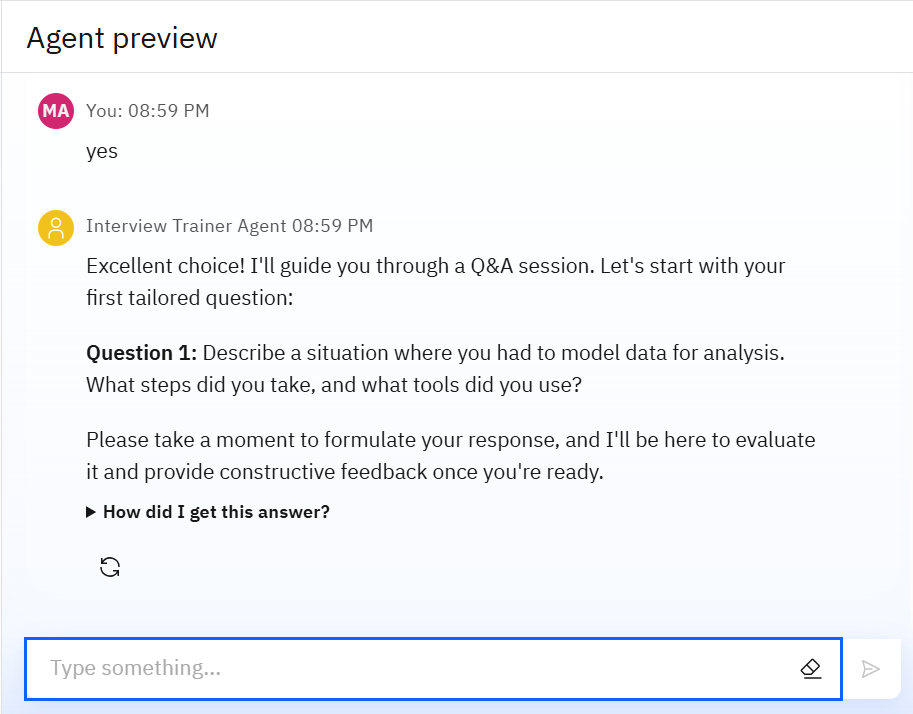 Agent preview
MA
You: 08:59 PM
yes
Interview Trainer Agent 08:59 PM
Excellent choice! I'll guide you through a Q&A session. Let's start with your
first tailored question:
Question 1: Describe a situation where you had to model data for analysis.
What steps did you take, and what tools did you use?
Please take a moment to formulate your response, and I'll be here to evaluate
it and provide constructive feedback once you're ready.
How did I get this answer?
Type something...